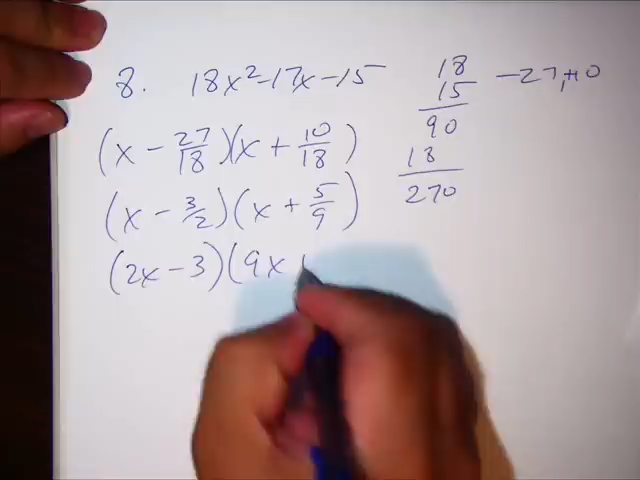 8. 18x²-17x-15
(x - 27/18)(x + 10/18)
(x - 3/2)(x + 5/9)
(2x - 3)(9x
18
15
90
18
270
-27,+10